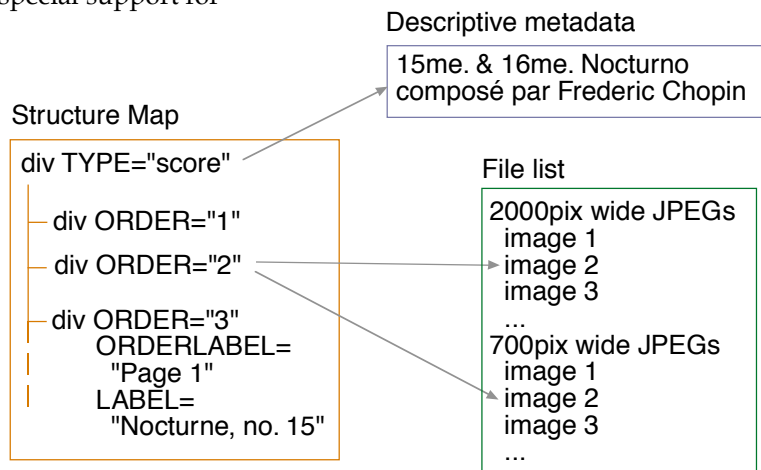 special support for
Descriptive metadata
15me. & 16me. Nocturno
composé par Frederic Chopin
Structure Map
div TYPE="score"
div ORDER="1"
div ORDER="2"
div ORDER="3"
ORDERLABEL=
"Page 1"
LABEL=
"Nocturne, no. 15"
File list
2000pix wide JPEGs
image 1
image 2
image 3
...
700pix wide JPEGs
image 1
image 2
image 3
...